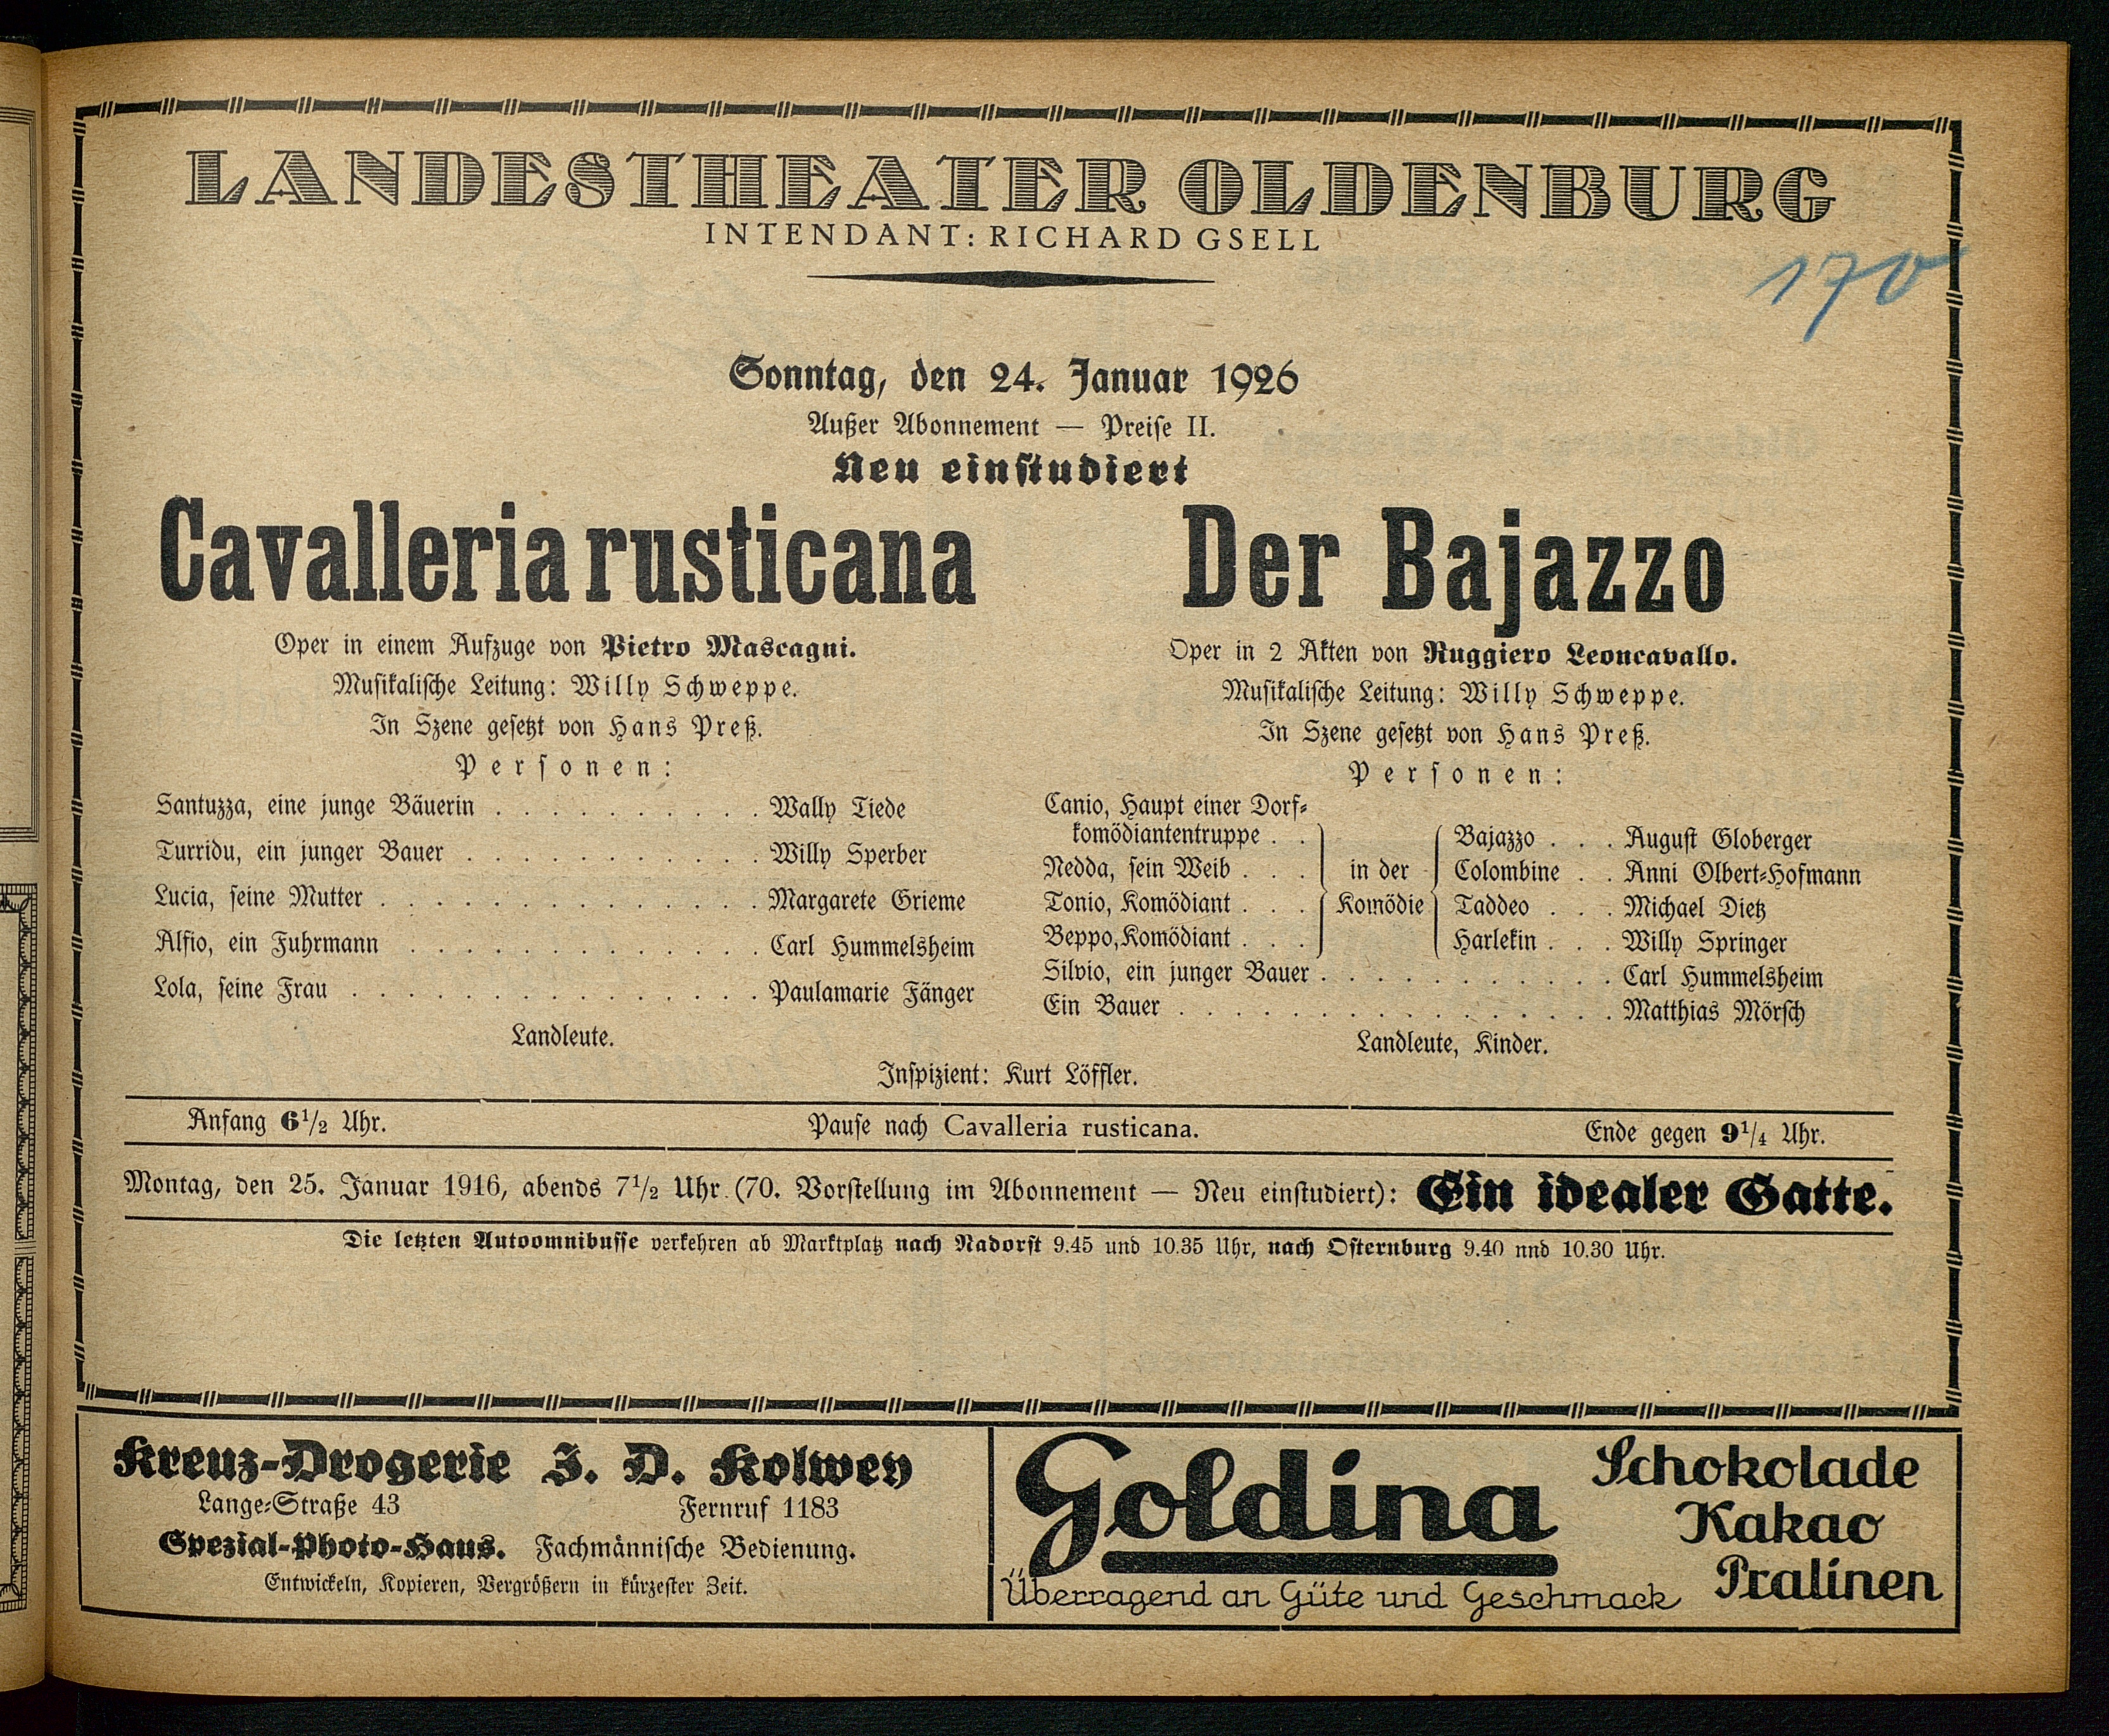 LANDESTHEATER OLDENBURG
INTENDANT: RICHARD GSELL
170
Sonntag, den 24. Januar 1926
Außer Abonnement — Preise II.
Neu einstudiert
Cavalleria rusticana
Oper in einem Aufzuge von Pietro Mascagni.
Musikalische Leitung: Willy Schweppe.
In Szene gesetzt von Hans Preß.
Personen:
Santuzza, eine junge Bäuerin . . . . . . . . . . Wally Tiede
Turridu, ein junger Bauer . . . . . . . . . . . Willy Sperber
Lucia, seine Mutter . . . . . . . . . . . . . . Margarete Grieme
Alfio, ein Fuhrmann . . . . . . . . . . . . . Carl Hummelsheim
Lola, seine Frau . . . . . . . . . . . . . . . Paulamarie Fänger
Landleute.
Der Bajazzo
Oper in 2 Akten von Ruggiero Leoncavallo.
Musikalische Leitung: Willy Schweppe.
In Szene gesetzt von Hans Preß.
Personen:
Canio, Haupt einer Dorf-
komödiantentruppe . . Bajazzo . . . August Globerger
Nedda, sein Weib . . . in der Colombine . . Anni Olbert-Hofmann
Tonio, Komödiant . . . Komödie Taddeo . . . Michael Dietz
Beppo, Komödiant . . . Harlekin . . . Willy Springer
Silvio, ein junger Bauer . . . . . . . . . . . Carl Hummelsheim
Ein Bauer . . . . . . . . . . . . . . . . Matthias Mörsch
Landleute, Kinder.
Inspizient: Kurt Löffler.
Anfang 6½ Uhr. Pause nach Cavalleria rusticana. Ende gegen 9¼ Uhr.
Montag, den 25. Januar 1916, abends 7½ Uhr (70. Vorstellung im Abonnement — Neu einstudiert): Ein idealer Gatte.
Die letzten Autoomnibusse verkehren ab Marktplatz nach Nadorst 9.45 und 10.35 Uhr, nach Osternburg 9.40 nnd 10.30 Uhr.
Kreuz-Drogerie J. D. Kolwey
Lange-Straße 43 Fernruf 1183
Spezial-Photo-Haus. Fachmännische Bedienung.
Entwickeln, Kopieren, Vergrößern in kürzester Zeit.
Goldina
Schokolade
Kakao
Pralinen
Überragend an Güte und Geschmack